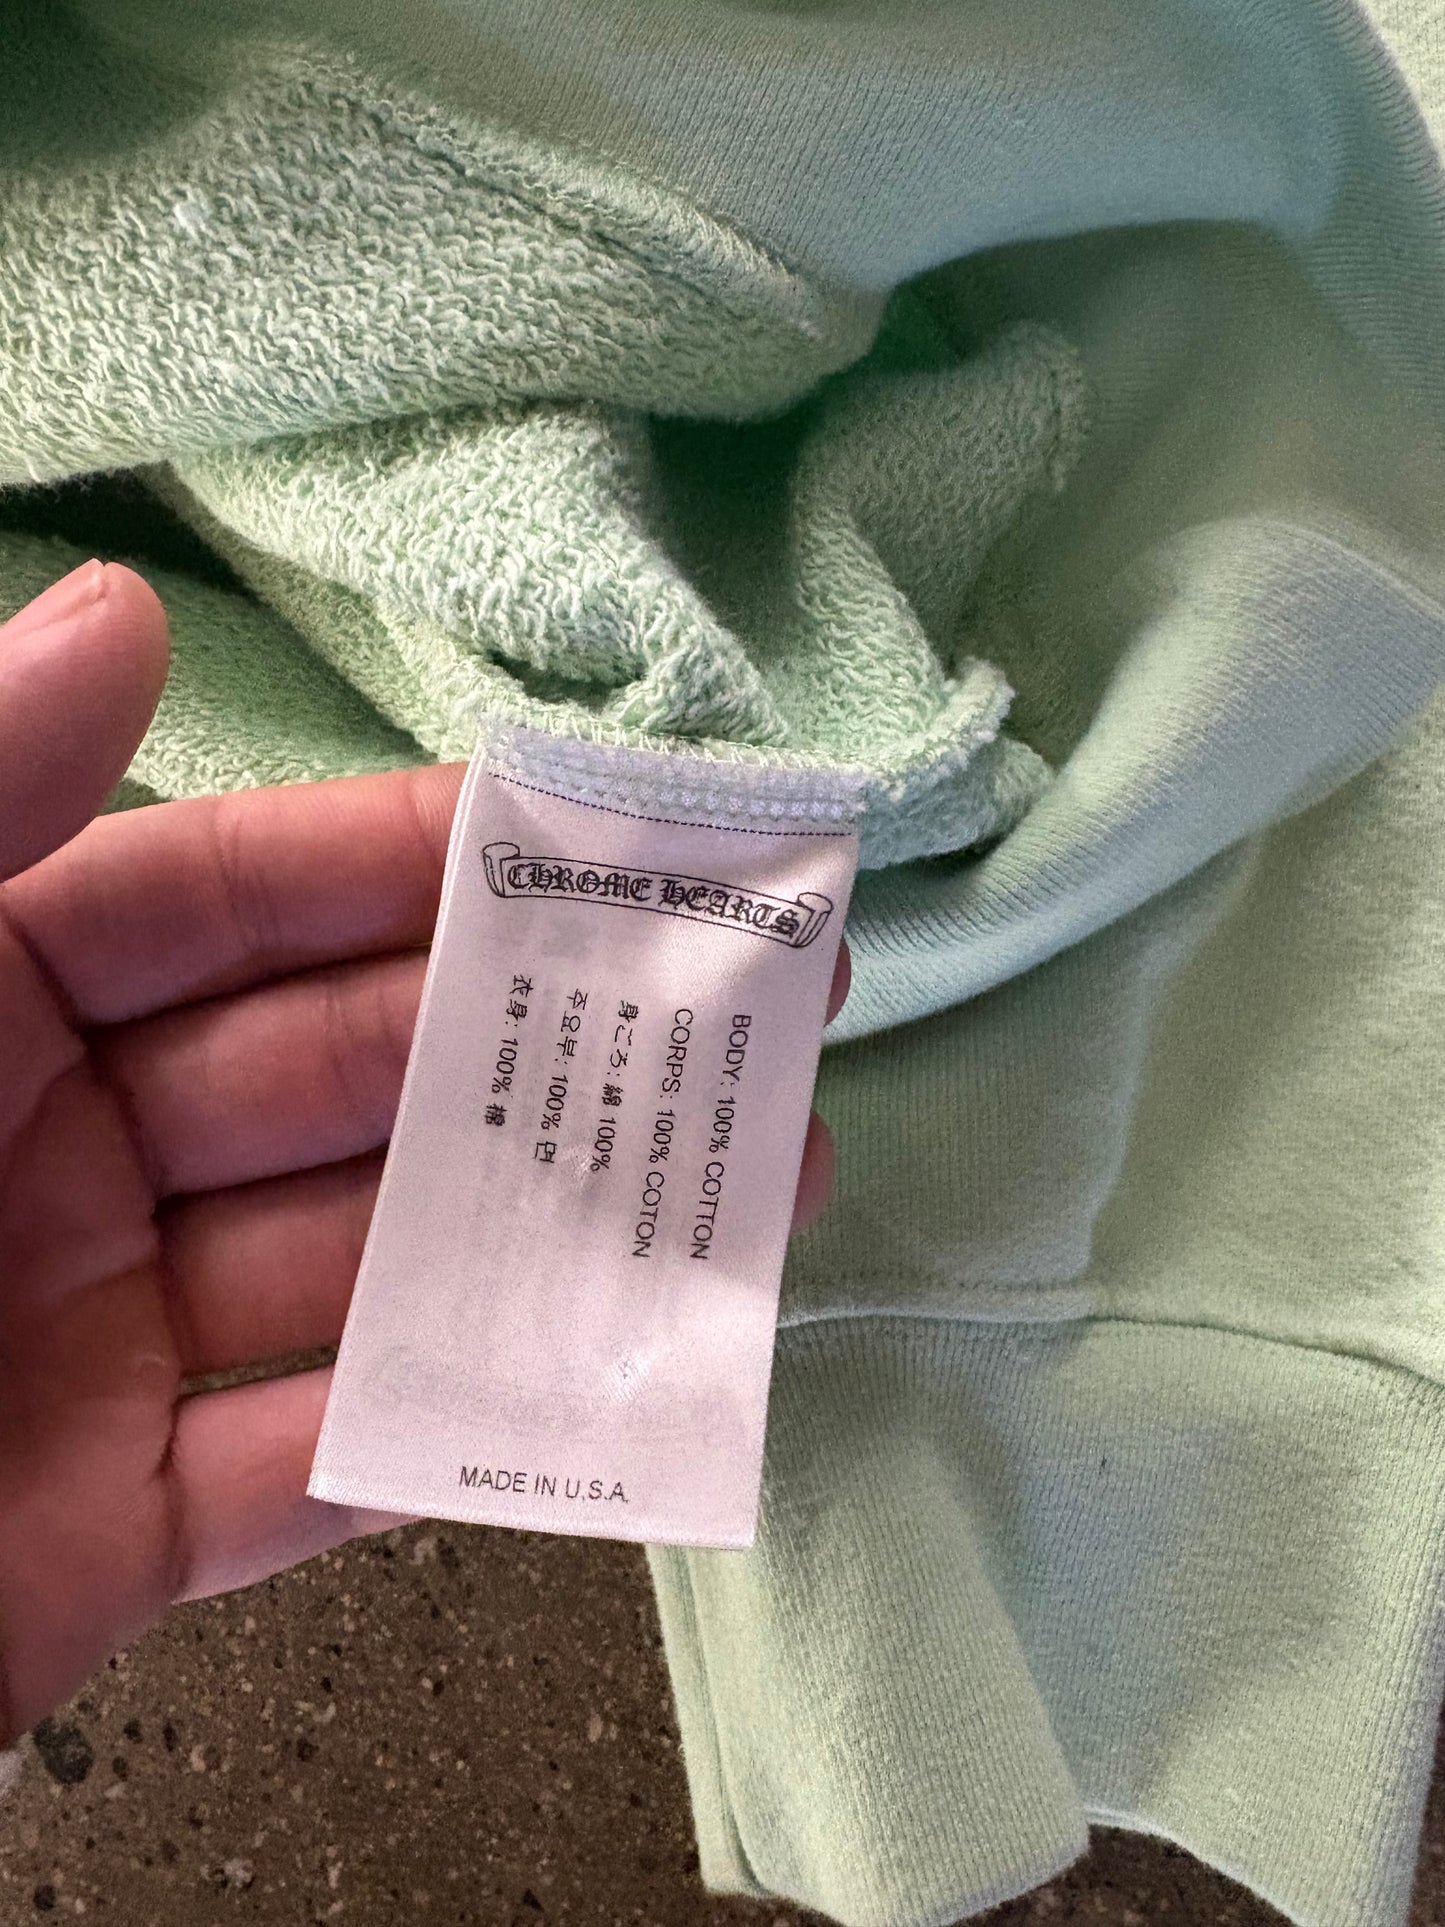 CHROME HEARTS
BODY: 100% COTTON
CORPS: 100% COTON
身ごろ: 綿 100%
주요부: 100% 면
衣身: 100% 棉
MADE IN U.S.A.